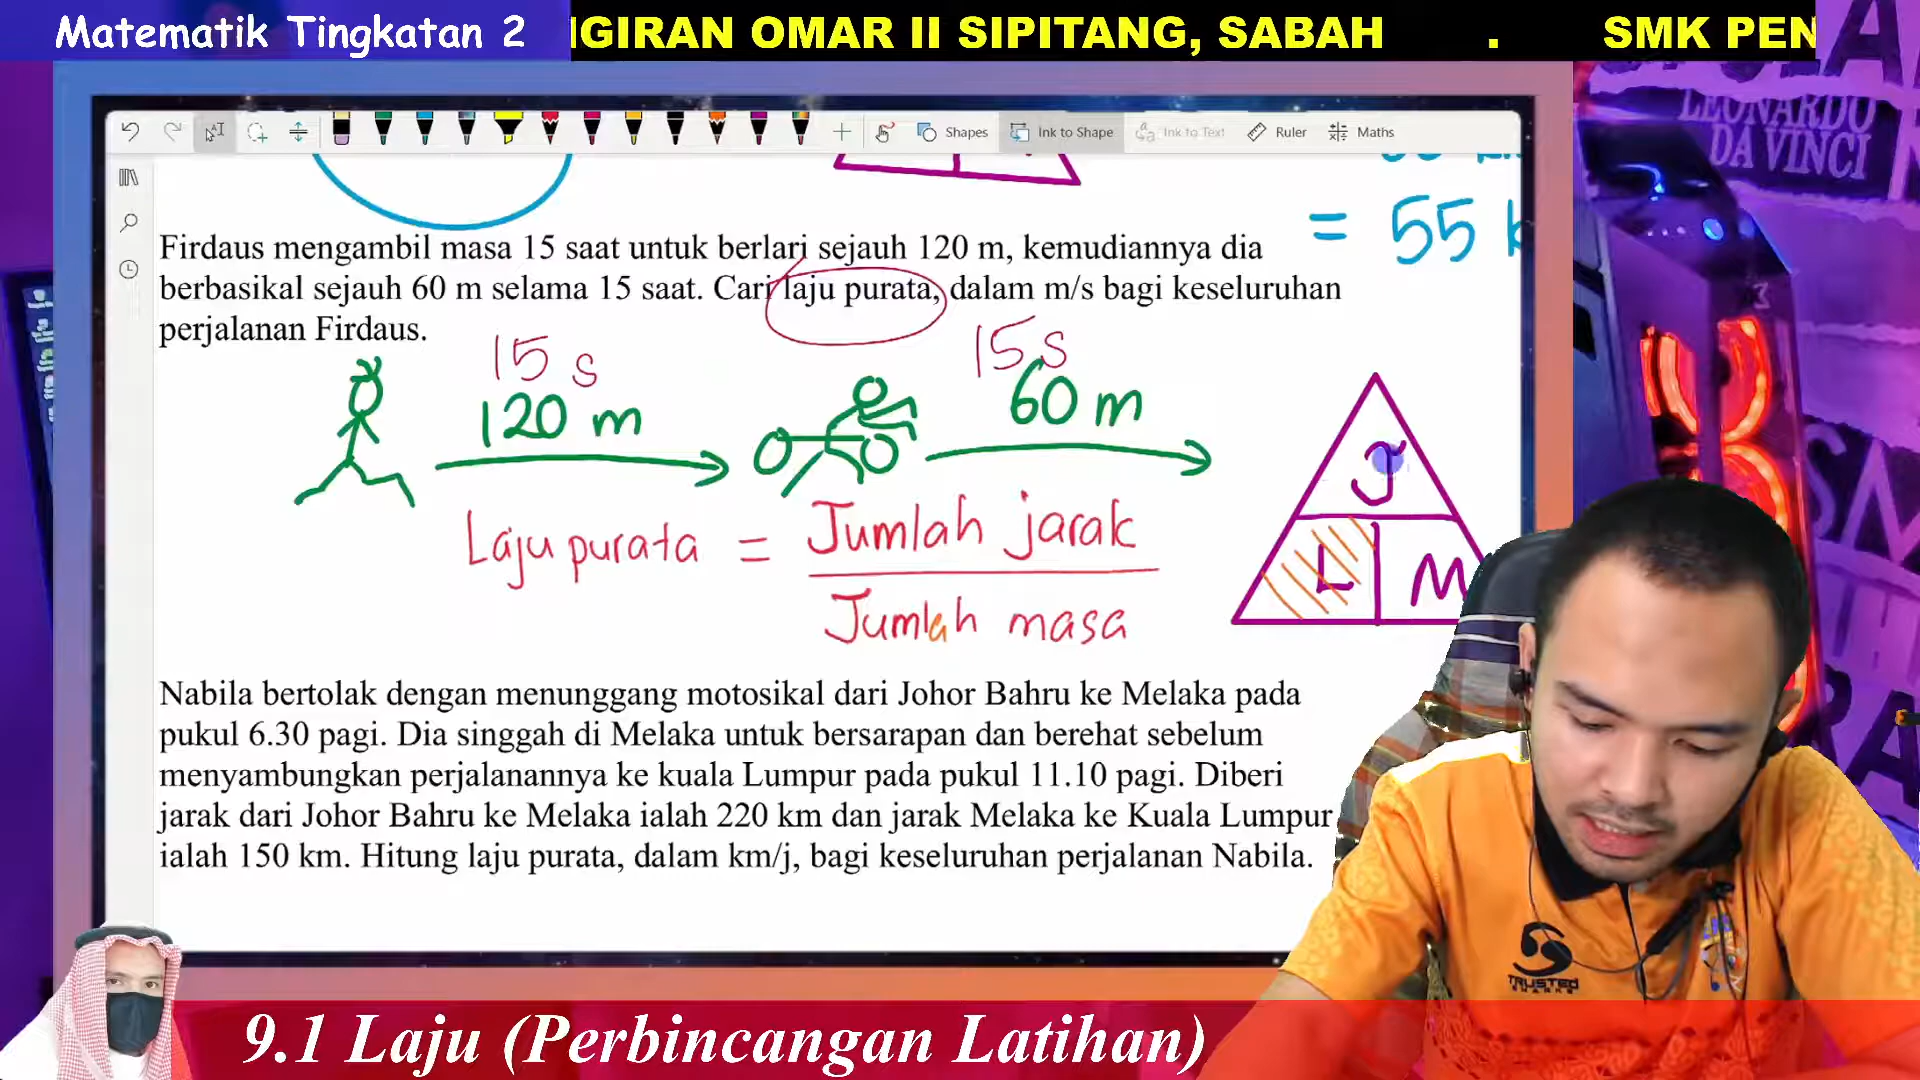 Matematik Tingkatan 2
NGIRAN OMAR II SIPITANG, SABAH . SMK PEN
LEONARDO
DA VINCI
Shapes Ink to Shape Ink to Text Ruler Maths
= 55 k
Firdaus mengambil masa 15 saat untuk berlari sejauh 120 m, kemudiannya dia
berbasikal sejauh 60 m selama 15 saat. Cari laju purata, dalam m/s bagi keseluruhan
perjalanan Firdaus.
15 s 15 s
120 m 60 m
J
L M
Laju purata = Jumlah jarak
Jumlah masa
Nabila bertolak dengan menunggang motosikal dari Johor Bahru ke Melaka pada
pukul 6.30 pagi. Dia singgah di Melaka untuk bersarapan dan berehat sebelum
menyambungkan perjalanannya ke kuala Lumpur pada pukul 11.10 pagi. Diberi
jarak dari Johor Bahru ke Melaka ialah 220 km dan jarak Melaka ke Kuala Lumpur
ialah 150 km. Hitung laju purata, dalam km/j, bagi keseluruhan perjalanan Nabila.
TRUSTED
9.1 Laju (Perbincangan Latihan)